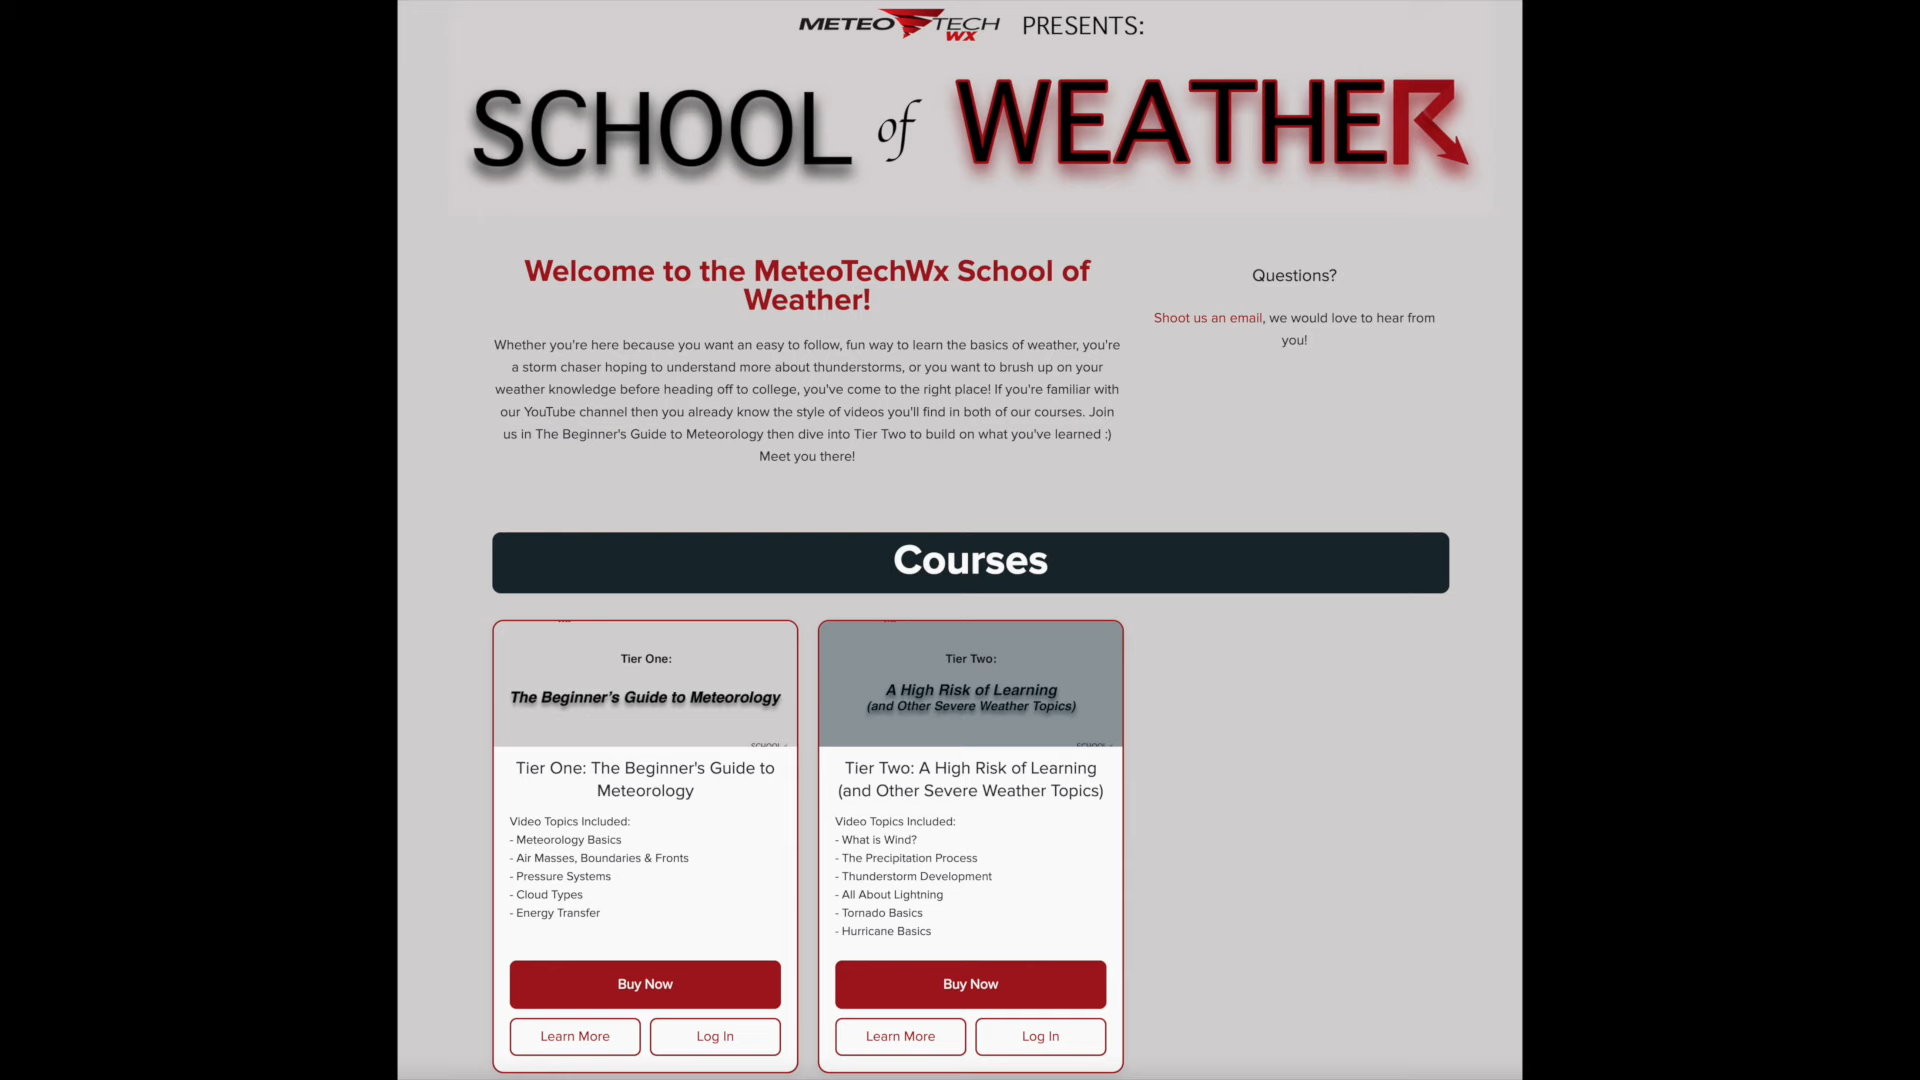 METEO TECH WX PRESENTS:
SCHOOL of WEATHER
Welcome to the MeteoTechWx School of
Weather!
Whether you're here because you want an easy to follow, fun way to learn the basics of weather, you're
a storm chaser hoping to understand more about thunderstorms, or you want to brush up on your
weather knowledge before heading off to college, you've come to the right place! If you're familiar with
our YouTube channel then you already know the style of videos you'll find in both of our courses. Join
us in The Beginner's Guide to Meteorology then dive into Tier Two to build on what you've learned :)
Meet you there!
Questions?
Shoot us an email, we would love to hear from
you!
Courses
Tier One:
The Beginner's Guide to Meteorology
Tier One: The Beginner's Guide to
Meteorology
Video Topics Included:
- Meteorology Basics
- Air Masses, Boundaries & Fronts
- Pressure Systems
- Cloud Types
- Energy Transfer
Buy Now
Learn More
Log In
Tier Two:
A High Risk of Learning
(and Other Severe Weather Topics)
Tier Two: A High Risk of Learning
(and Other Severe Weather Topics)
Video Topics Included:
- What is Wind?
- The Precipitation Process
- Thunderstorm Development
- All About Lightning
- Tornado Basics
- Hurricane Basics
Buy Now
Learn More
Log In